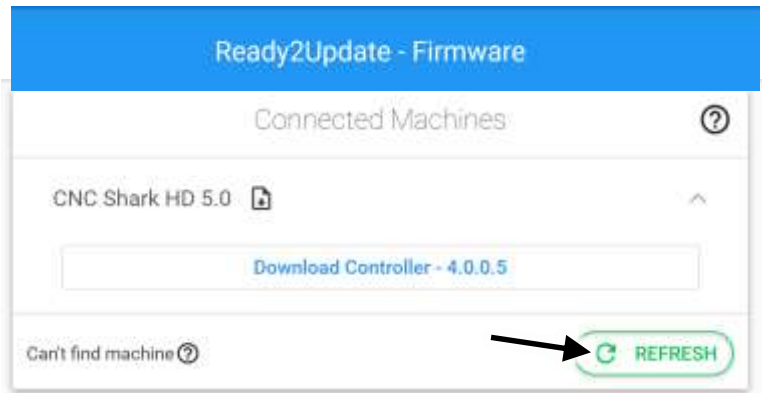 Ready2Update - Firmware
Connected Machines
CNC Shark HD 5.0
Download Controller - 4.0.0.5
Can't find machine
REFRESH